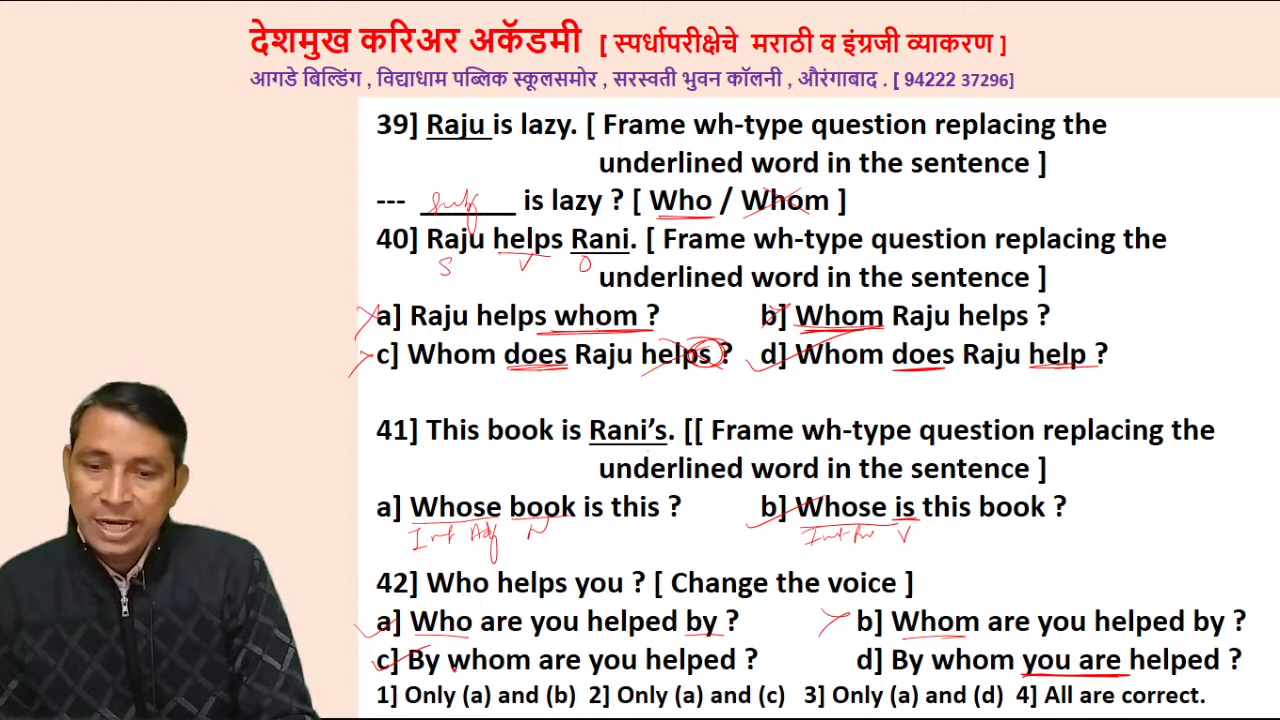 देशमुख करिअर अकॅडमी [ स्पर्धापरीक्षेचे मराठी व इंग्रजी व्याकरण ]
आगडे बिल्डिंग , विद्याधाम पब्लिक स्कूलसमोर , सरस्वती भुवन कॉलनी , औरंगाबाद . [ 94222 37296]
39] Raju is lazy. [ Frame wh-type question replacing the
underlined word in the sentence ]
--- ______ is lazy ? [ Who / Whom ]
Sub
40] Raju helps Rani. [ Frame wh-type question replacing the
S V O
underlined word in the sentence ]
a] Raju helps whom ? b] Whom Raju helps ?
c] Whom does Raju helps ? d] Whom does Raju help ?
41] This book is Rani’s. [[ Frame wh-type question replacing the
underlined word in the sentence ]
a] Whose book is this ? b] Whose is this book ?
Int Adj N Int Pr V
42] Who helps you ? [ Change the voice ]
a] Who are you helped by ? b] Whom are you helped by ?
c] By whom are you helped ? d] By whom you are helped ?
1] Only (a) and (b) 2] Only (a) and (c) 3] Only (a) and (d) 4] All are correct.